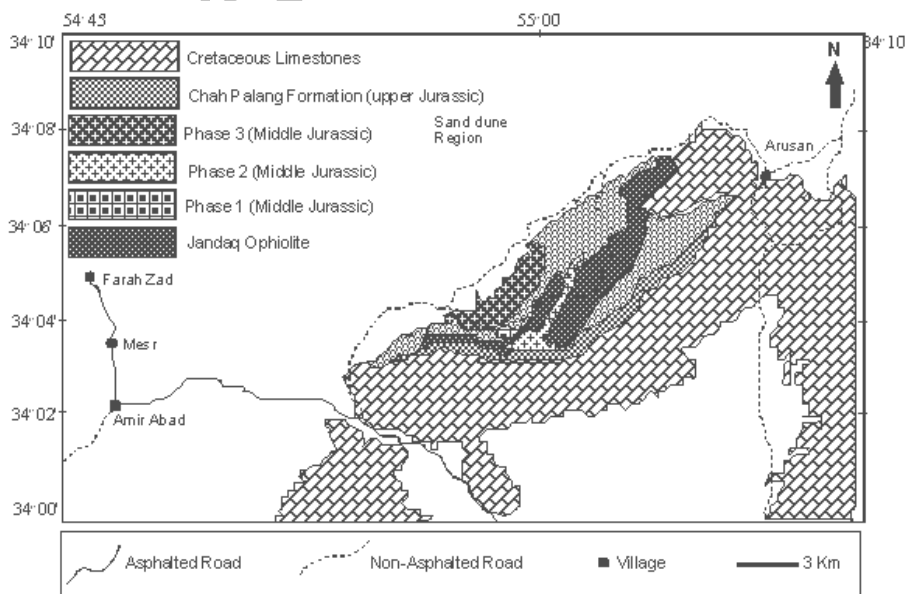 54°45 55°00
34° 10' 34° 10
Cretaceous Limestones
N
Chah Palang Formation (upper Jurassic)
34° 08'
Phase 3 (Middle Jurassic)
Sand dune
Region
Arusan
Phase 2 (Middle Jurassic)
Phase 1 (Middle Jurassic)
34° 06'
Jandaq Ophiolite
Farah Zad
34° 04'
Mesr
34° 02'
Amir Abad
34° 00'
Asphalted Road Non-Asphalted Road Village 3 Km